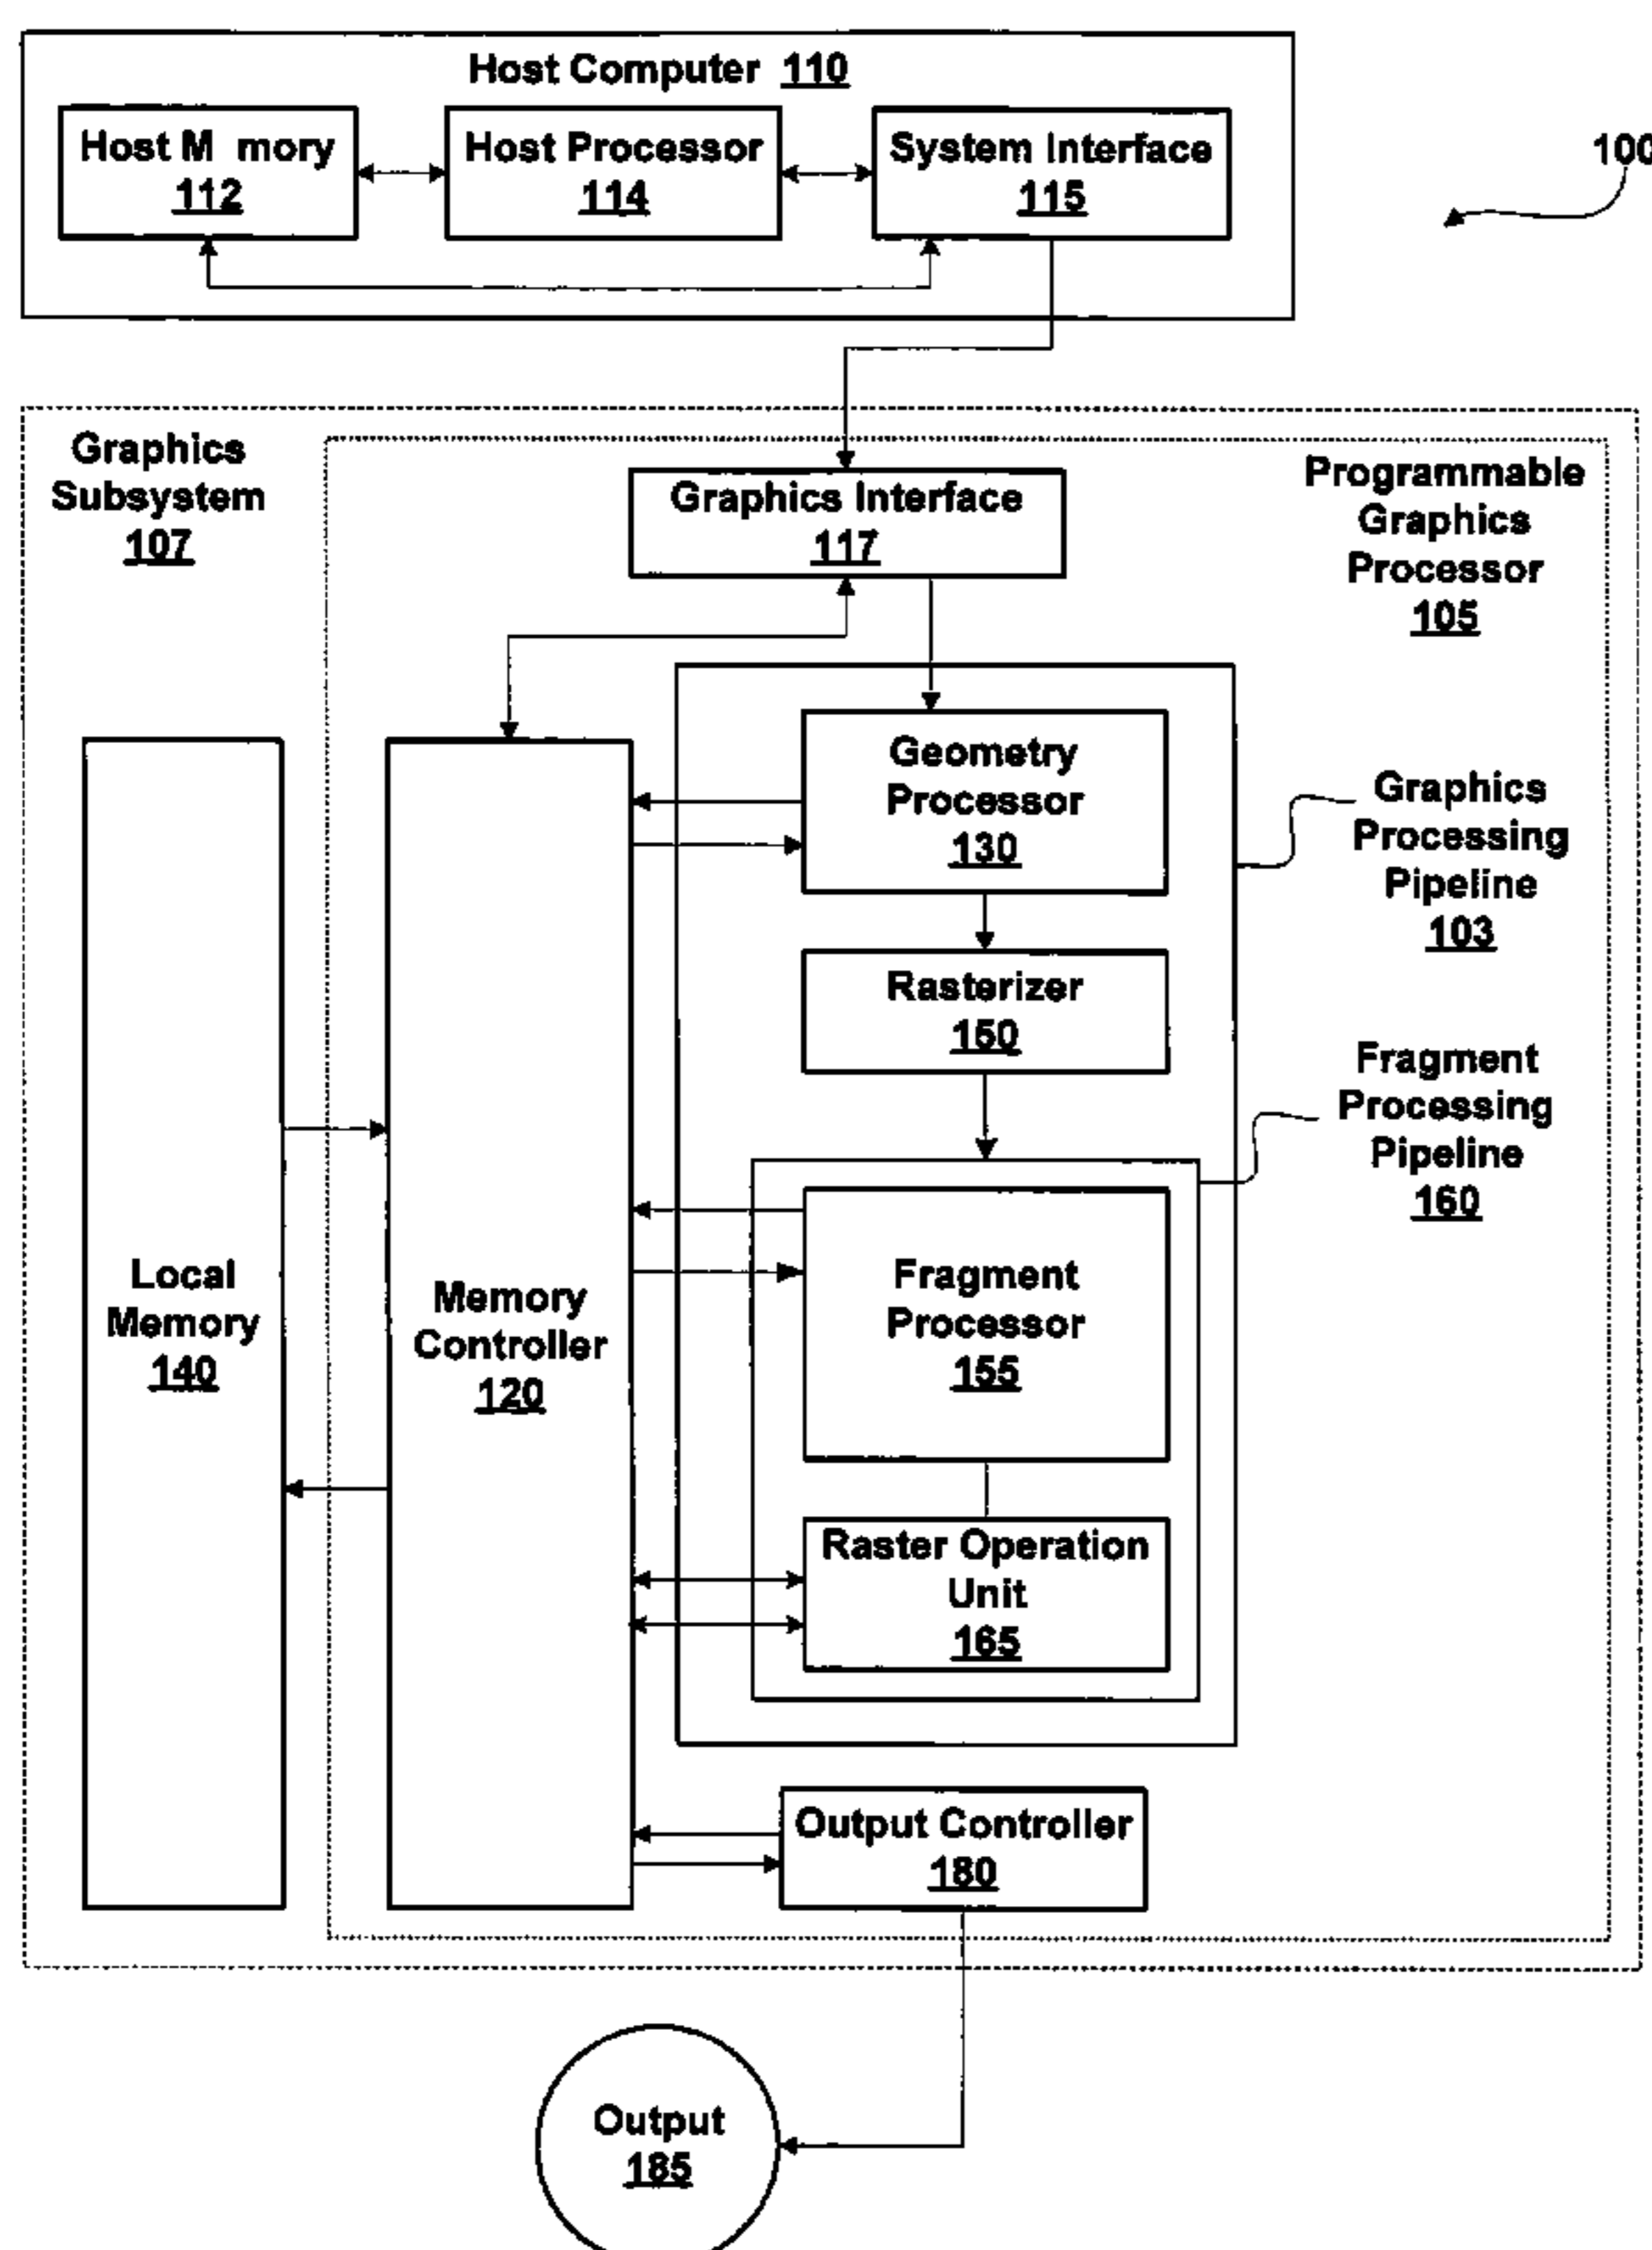 Host Computer 110
Host M mory
112
Host Processor
114
System Interface
115
100
Graphics
Subsystem
107
Graphics Interface
117
Programmable
Graphics
Processor
105
Geometry
Processor
130
Graphics
Processing
Pipeline
103
Rasterizer
150
Fragment
Processing
Pipeline
160
Local
Memory
140
Memory
Controller
120
Fragment
Processor
155
Raster Operation
Unit
165
Output Controller
180
Output
185